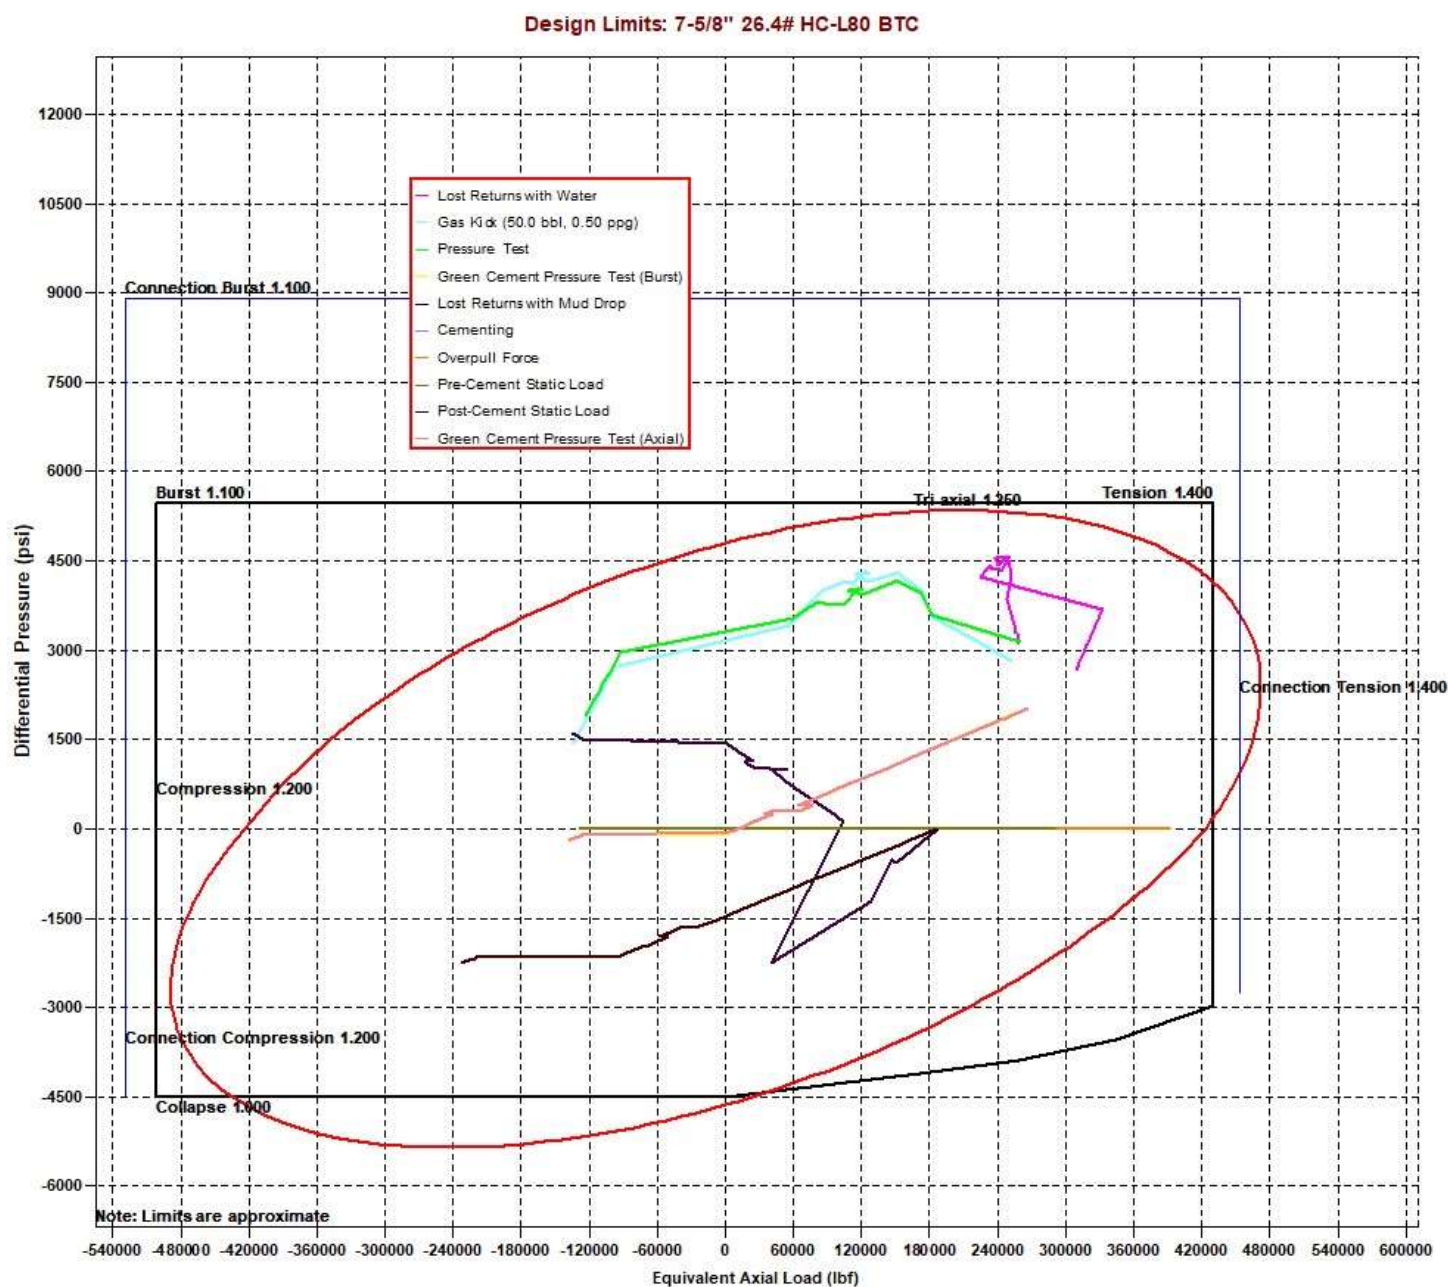 Design Limits: 7-5/8" 26.4# HC-L80 BTC
12000
10500
9000
7500
6000
4500
3000
1500
0
-1500
-3000
-4500
-6000
Differential Pressure (psi)
Lost Returns with Water
Gas Kick (50.0 bbl, 0.50 ppg)
Pressure Test
Green Cement Pressure Test (Burst)
Lost Returns with Mud Drop
Cementing
Overpull Force
Pre-Cement Static Load
Post-Cement Static Load
Green Cement Pressure Test (Axial)
Connection Burst 1.100
Burst 1.100
Tri axial 1.250
Tension 1.400
Connection Tension 1.400
Compression 1.200
Connection Compression 1.200
Collapse 1.000
Note: Limits are approximate
-540000 -480000 -420000 -360000 -300000 -240000 -180000 -120000 -60000 0 60000 120000 180000 240000 300000 360000 420000 480000 540000 600000
Equivalent Axial Load (lbf)